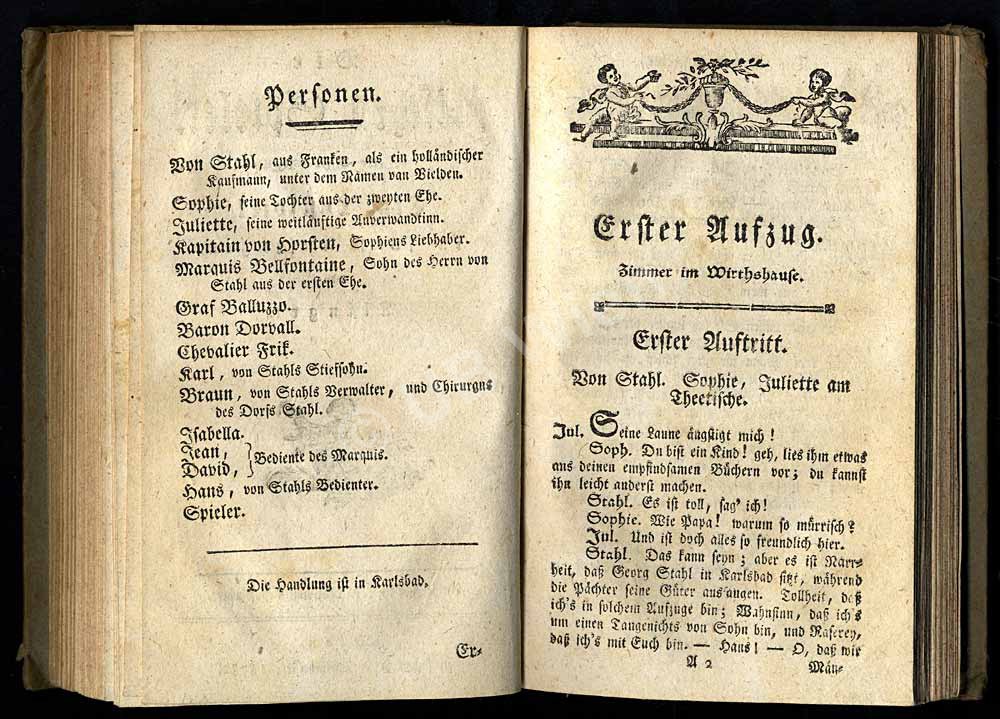 Personen.
Von Stahl, aus Franken, als ein holländischer
Kaufmann, unter dem Namen van Vielden.
Sophie, seine Tochter aus der zweyten Ehe.
Juliette, seine weitläuftige Anverwandtinn.
Kapitain von Horsten, Sophiens Liebhaber.
Marquis Bellfontaine, Sohn des Herrn von
Stahl aus der ersten Ehe.
Graf Balluzzo.
Baron Dorvall.
Chevalier Frik.
Karl, von Stahls Stiefsohn.
Braun, von Stahls Verwalter, und Chirurgus
des Dorfs Stahl.
Isabella.
Jean,
David, } Bediente des Marquis.
Hans, von Stahls Bedienter.
Spieler.
Die Handlung ist in Karlsbad.
Er-
Erster Aufzug.
Zimmer im Wirthshause.
Erster Auftritt.
Von Stahl. Sophie, Juliette am
Theetische.
Jul. Seine Laune ängstigt mich!
Soph. Du bist ein Kind! geh, lies ihm etwas
aus deinen empfindsamen Büchern vor; du kannst
ihn leicht anderst machen.
Stahl. Es ist toll, sag' ich!
Sophie. Wie Papa! warum so mürrisch?
Jul. Und ist doch alles so freundlich hier.
Stahl. Das kann seyn; aber es ist Narr-
heit, daß Georg Stahl in Karlsbad sitzt, während
die Pächter seine Güter aussaugen. Tollheit, daß
ich's in solchem Aufzuge bin; Wahnsinn, daß ich's
um einen Taugenichts von Sohn bin, und Raserey,
daß ich's mit Euch bin. — Hans! — O, daß wir
A 2
Män-